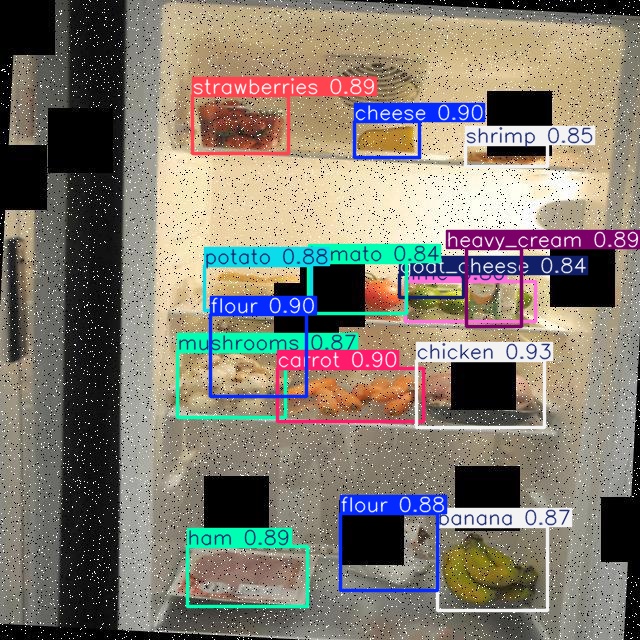 strawberries 0.89
cheese 0.90
shrimp 0.85
heavy_cream 0.89
potato 0.88
mato 0.84
goat_cheese 0.84
flour 0.90
mushrooms 0.87
carrot 0.90
chicken 0.93
flour 0.88
banana 0.87
ham 0.89